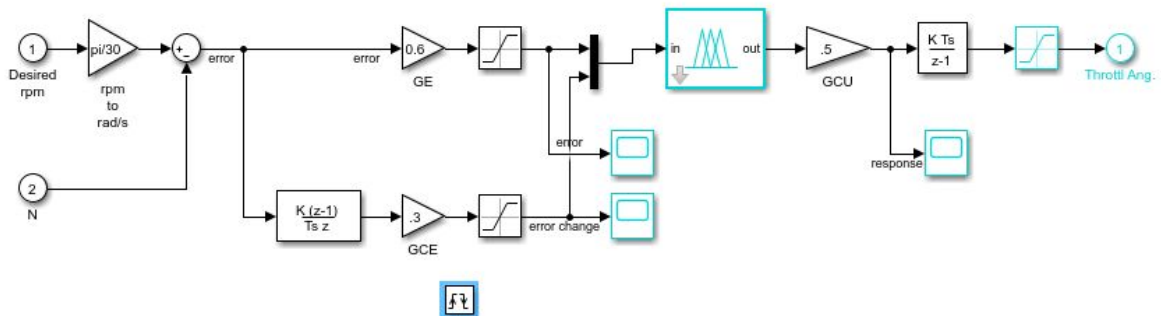 1
Desired
rpm
pi/30
rpm
to
rad/s
+
-
error
error
0.6
GE
in
out
.5
GCU
K Ts
z-1
1
Throttl Ang.
error
response
2
N
K (z-1)
Ts z
.3
GCE
error change